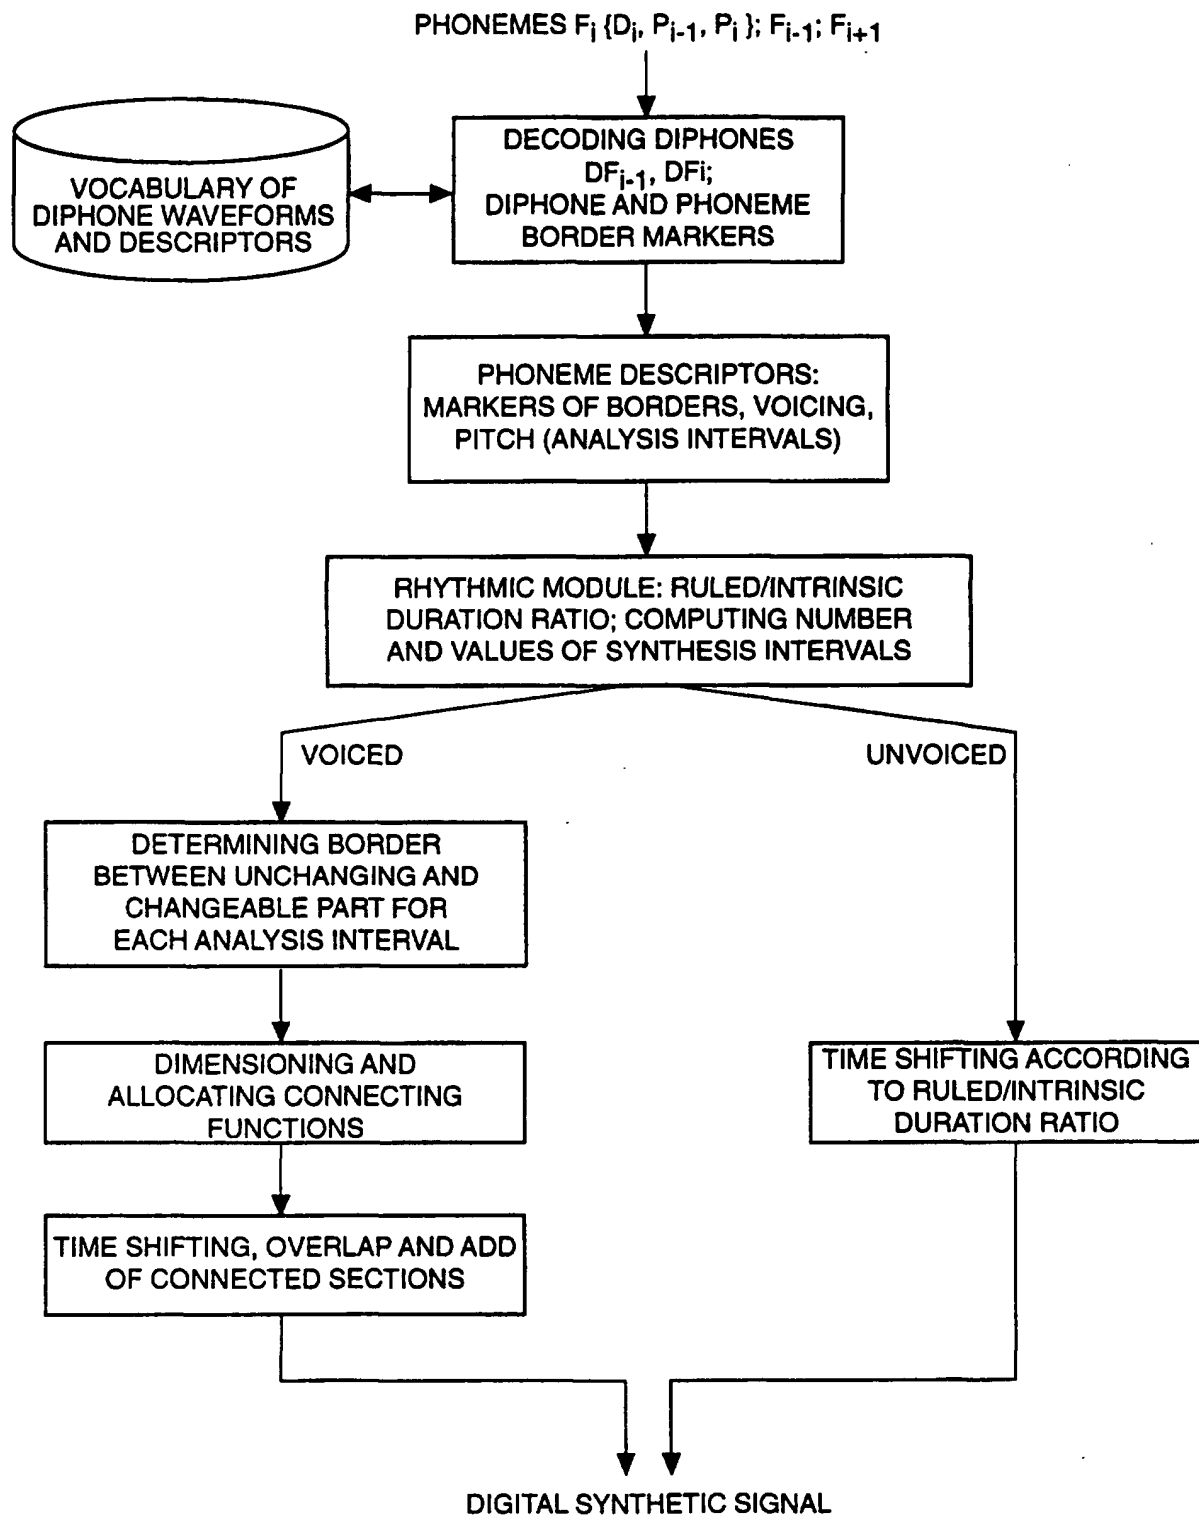 PHONEMES Fi {Di, Pi-1, Pi }; Fi-1; Fi+1
DECODING DIPHONES
DFi-1, DFi;
DIPHONE AND PHONEME
BORDER MARKERS
VOCABULARY OF
DIPHONE WAVEFORMS
AND DESCRIPTORS
PHONEME DESCRIPTORS:
MARKERS OF BORDERS, VOICING,
PITCH (ANALYSIS INTERVALS)
RHYTHMIC MODULE: RULED/INTRINSIC
DURATION RATIO; COMPUTING NUMBER
AND VALUES OF SYNTHESIS INTERVALS
VOICED
UNVOICED
DETERMINING BORDER
BETWEEN UNCHANGING AND
CHANGEABLE PART FOR
EACH ANALYSIS INTERVAL
DIMENSIONING AND
ALLOCATING CONNECTING
FUNCTIONS
TIME SHIFTING ACCORDING
TO RULED/INTRINSIC
DURATION RATIO
TIME SHIFTING, OVERLAP AND ADD
OF CONNECTED SECTIONS
DIGITAL SYNTHETIC SIGNAL